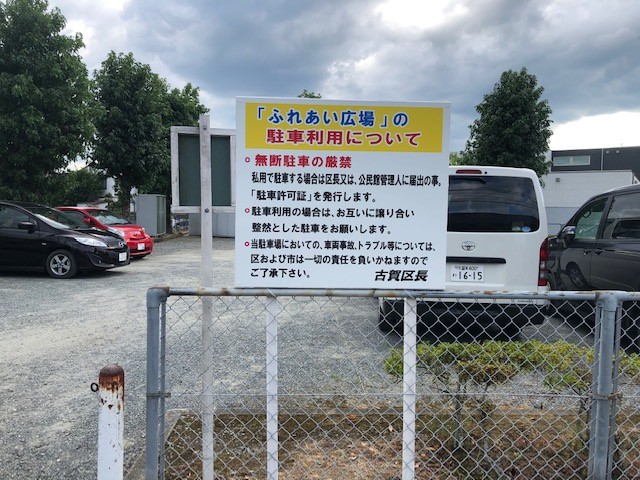 「ふれあい広場」の
駐車利用について
○無断駐車の厳禁
私用で駐車する場合は区長又は、公民館管理人に届出の事。
「駐車許可証」を発行します。
○駐車利用の場合は、お互いに譲り合い
整然とした駐車をお願いします。
○当駐車場においての、車両事故、トラブル等については、
区および市は一切の責任を負いかねますので
ご了承下さい。
古賀区長
16-15